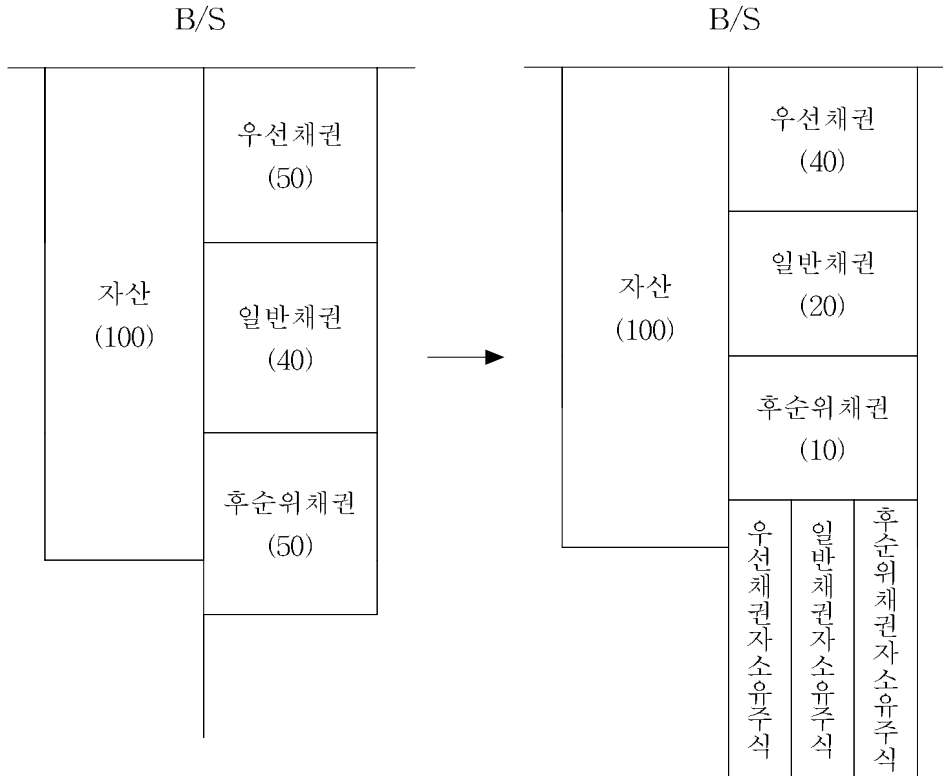 B/S
자산
(100)
우선채권
(50)
일반채권
(40)
후순위채권
(50)
B/S
자산
(100)
우선채권
(40)
일반채권
(20)
후순위채권
(10)
우선채권자소유주식
일반채권자소유주식
후순위채권자소유주식